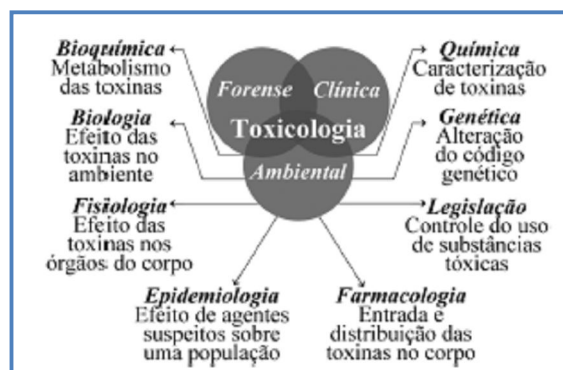 Bioquímica
Metabolismo
das toxinas
Biologia
Efeito das
toxinas no
ambiente
Fisiologia
Efeito das
toxinas nos
órgãos do corpo
Epidemiologia
Efeito de agentes
suspeitos sobre
uma população
Forense
Clínica
Toxicologia
Ambiental
Química
Caracterização
de toxinas
Genética
Alteração
do código
genético
Legislação
Controle do uso
de substâncias
tóxicas
Farmacologia
Entrada e
distribuição das
toxinas no corpo